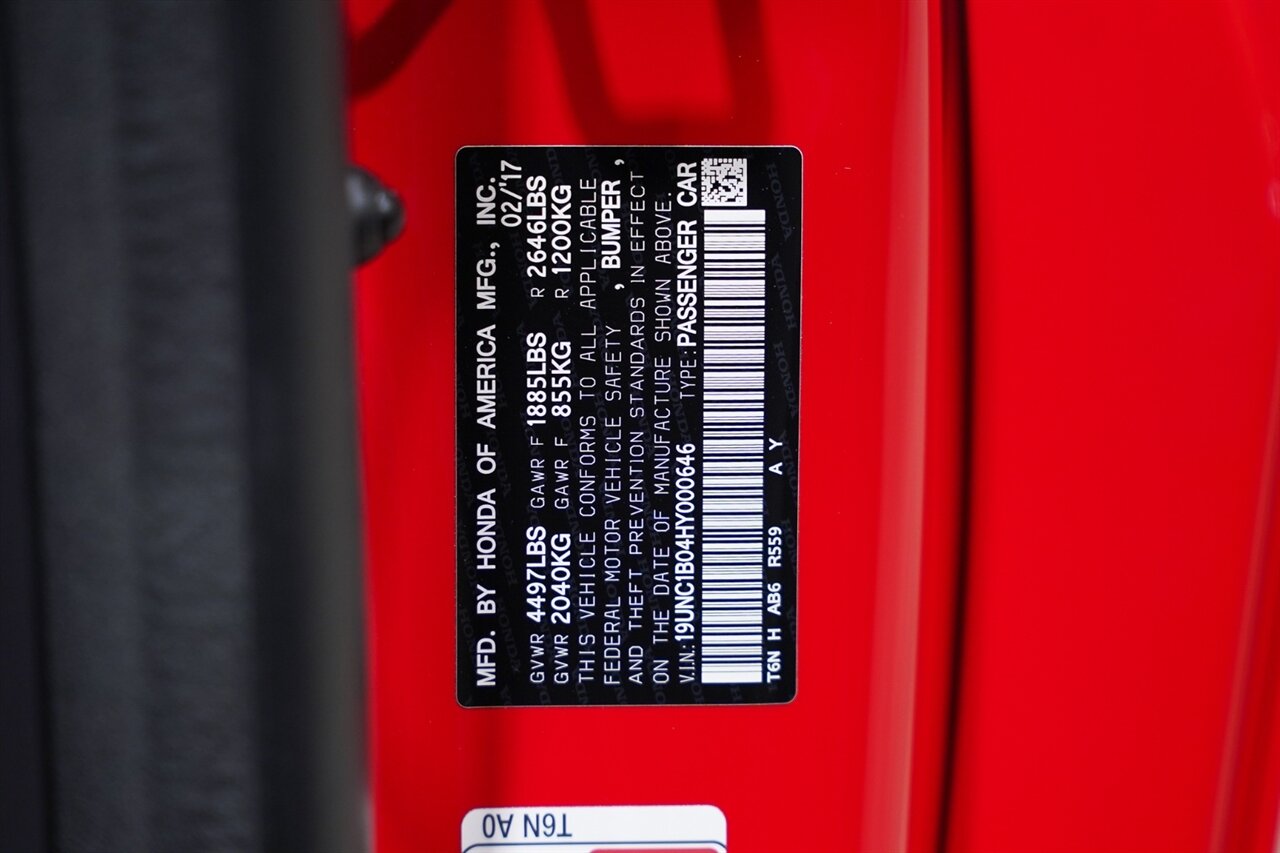 MFD. BY HONDA OF AMERICA MFG., INC.
02/'17
GVWR 4497LBS GAWR F 1885LBS R 2646LBS
GVWR 2040KG GAWR F 855KG R 1200KG
THIS VEHICLE CONFORMS TO ALL APPLICABLE
FEDERAL MOTOR VEHICLE SAFETY , BUMPER ,
AND THEFT PREVENTION STANDARDS IN EFFECT
ON THE DATE OF MANUFACTURE SHOWN ABOVE.
V.I.N.: 19UNC1B04HY000646 TYPE: PASSENGER CAR
T6N H AB6 R559 A Y
T6N A0